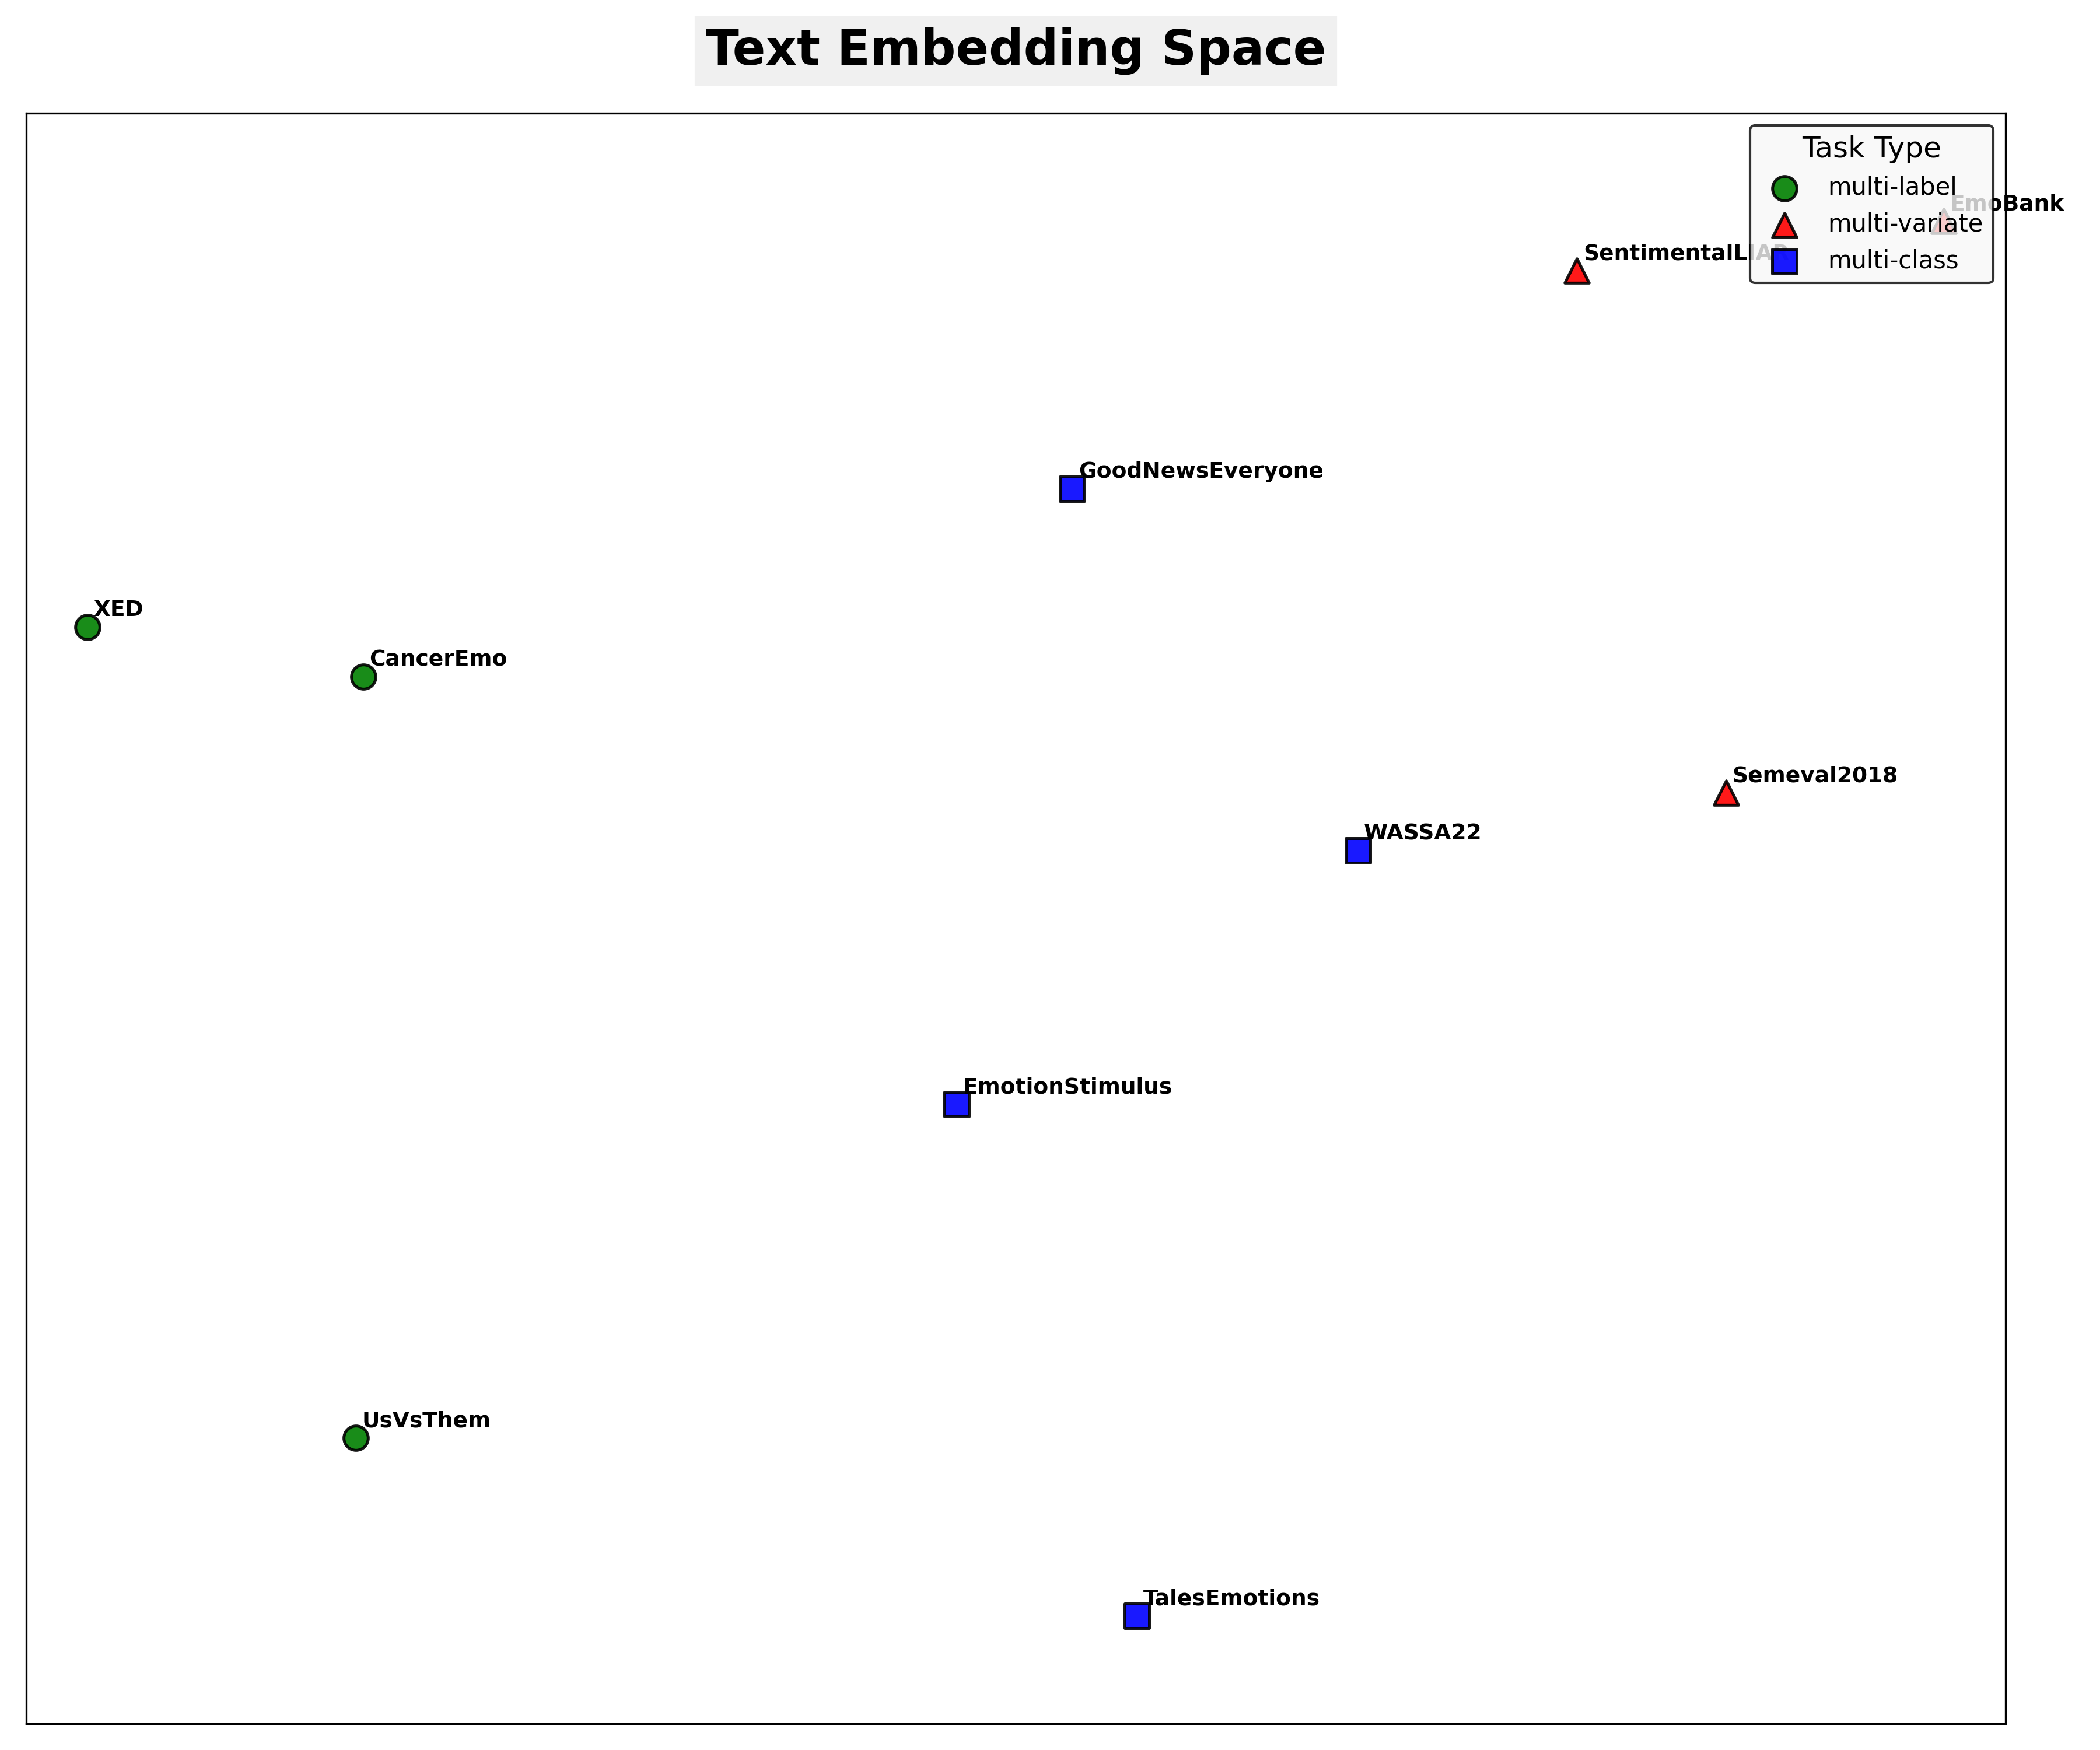 Text Embedding Space
Task Type
multi-label
multi-variate
multi-class
EmoBank
SentimentalLIAR
GoodNewsEveryone
XED
CancerEmo
Semeval2018
WASSA22
EmotionStimulus
UsVsThem
TalesEmotions